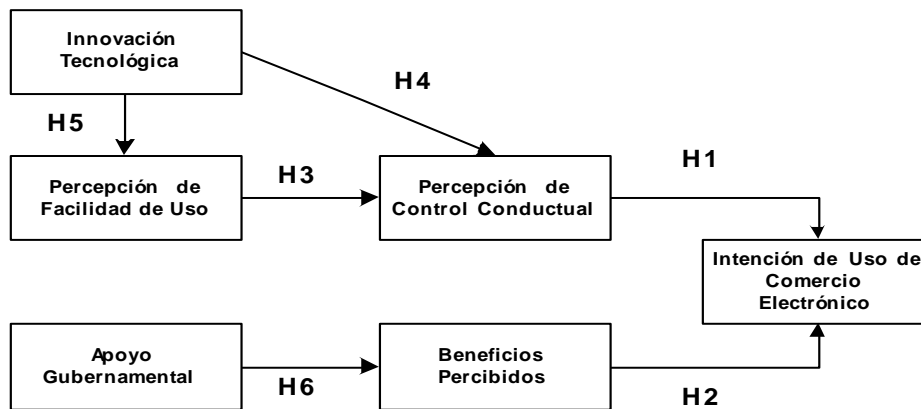 Innovación
Tecnológica
H4
H5
Percepción de
Facilidad de Uso
H3
Percepción de
Control Conductual
H1
Intención de Uso de
Comercio
Electrónico
Apoyo
Gubernamental
H6
Beneficios
Percibidos
H2